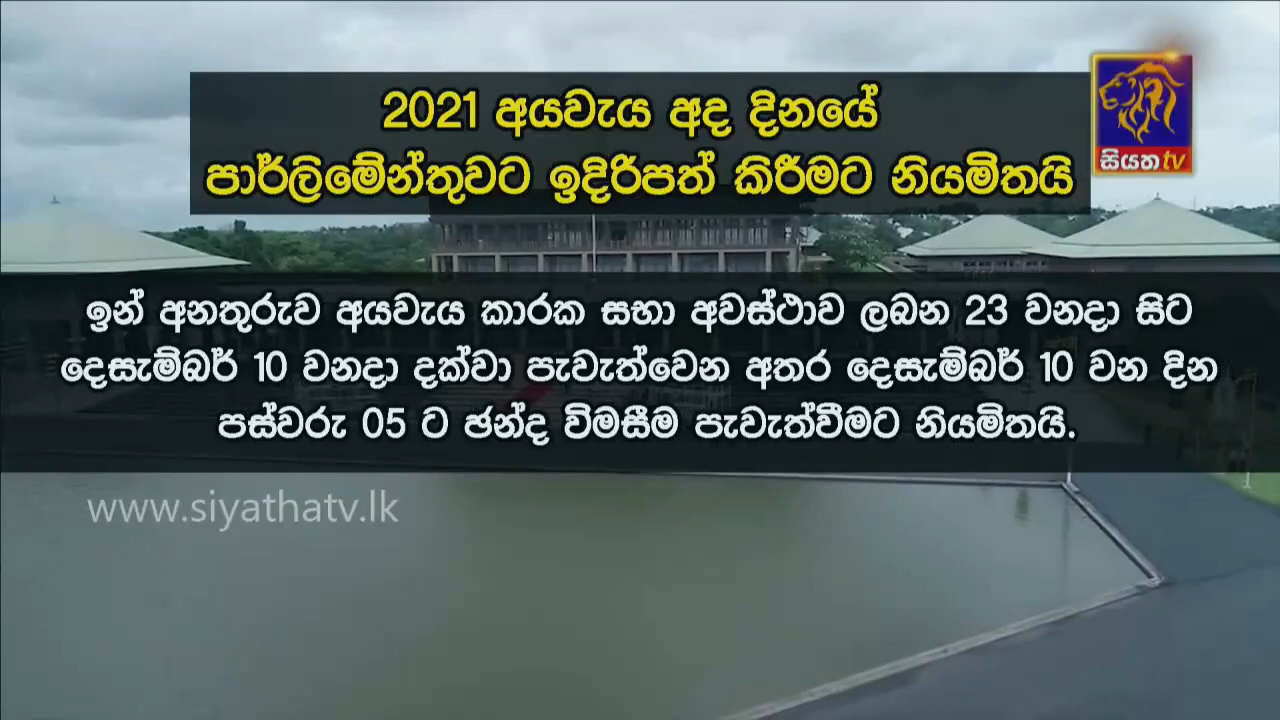 2021 අයවැය අද දිනයේ
පාර්ලිමේන්තුවට ඉදිරිපත් කිරීමට නියමිතයි
සියත tv
ඉන් අනතුරුව අයවැය කාරක සභා අවස්ථාව ලබන 23 වනදා සිට
දෙසැම්බර් 10 වනදා දක්වා පැවැත්වෙන අතර දෙසැම්බර් 10 වන දින
පස්වරු 05 ට ඡන්ද විමසීම පැවැත්වීමට නියමිතයි.
www.siyathatv.lk